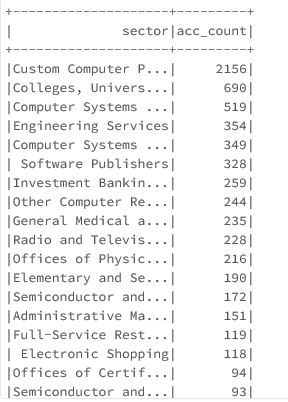 +--------------------+---------+
|              sector|acc_count|
+--------------------+---------+
|Custom Computer P...|     2156|
|Colleges, Univers...|      690|
|Computer Systems ...|      519|
|Engineering Services|      354|
|Computer Systems ...|      349|
| Software Publishers|      328|
|Investment Bankin...|      259|
|Other Computer Re...|      244|
|General Medical a...|      235|
|Radio and Televis...|      228|
|Offices of Physic...|      216|
|Elementary and Se...|      190|
|Semiconductor and...|      172|
|Administrative Ma...|      151|
|Full-Service Rest...|      119|
| Electronic Shopping|      118|
|Offices of Certif...|       94|
|Semiconductor and...|       93|